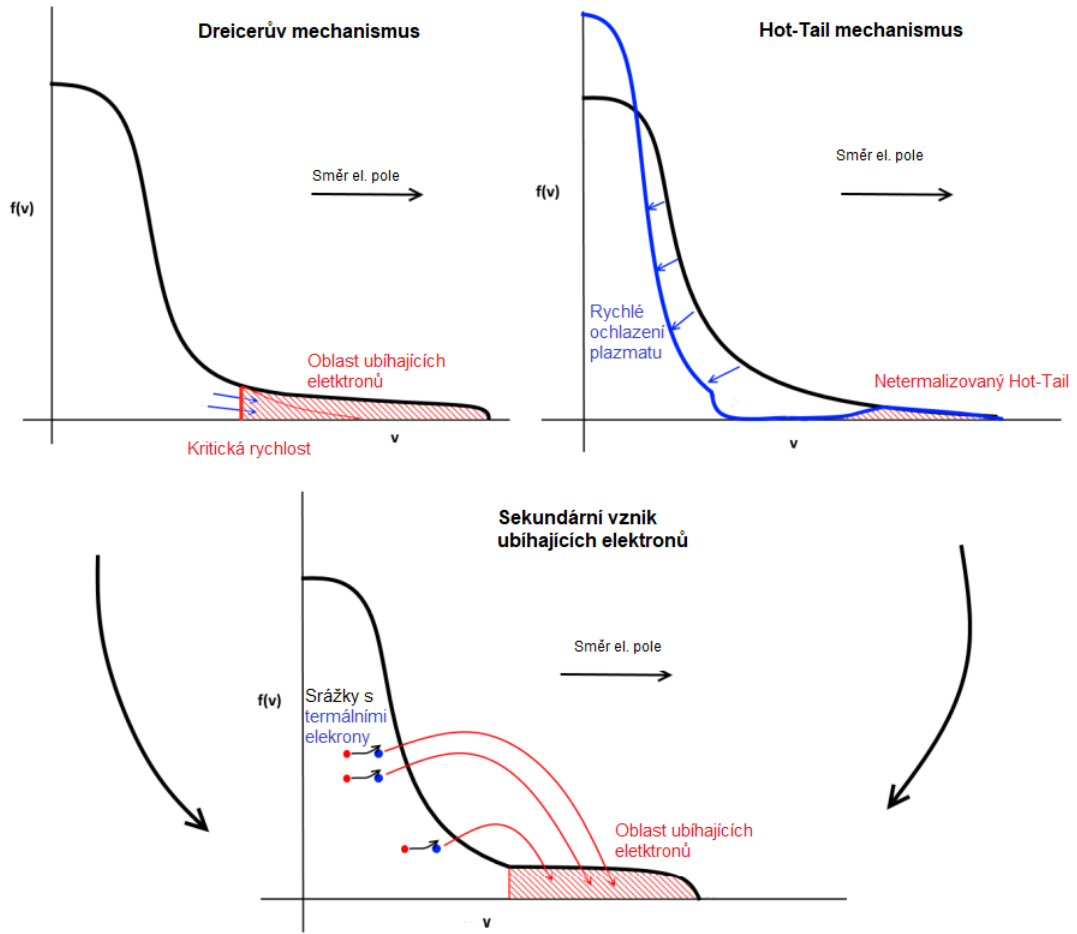 Dreicerův mechanismus
f(v)
Směr el. pole
Oblast ubíhajících
eletktronů
Kritická rychlost
v
Hot-Tail mechanismus
f(v)
Směr el. pole
Rychlé
ochlazení
plazmatu
Netermalizovaný Hot-Tail
v
Sekundární vznik
ubíhajících elektronů
f(v)
Směr el. pole
Srážky s
termálními
elekrony
Oblast ubíhajících
eletktronů
v